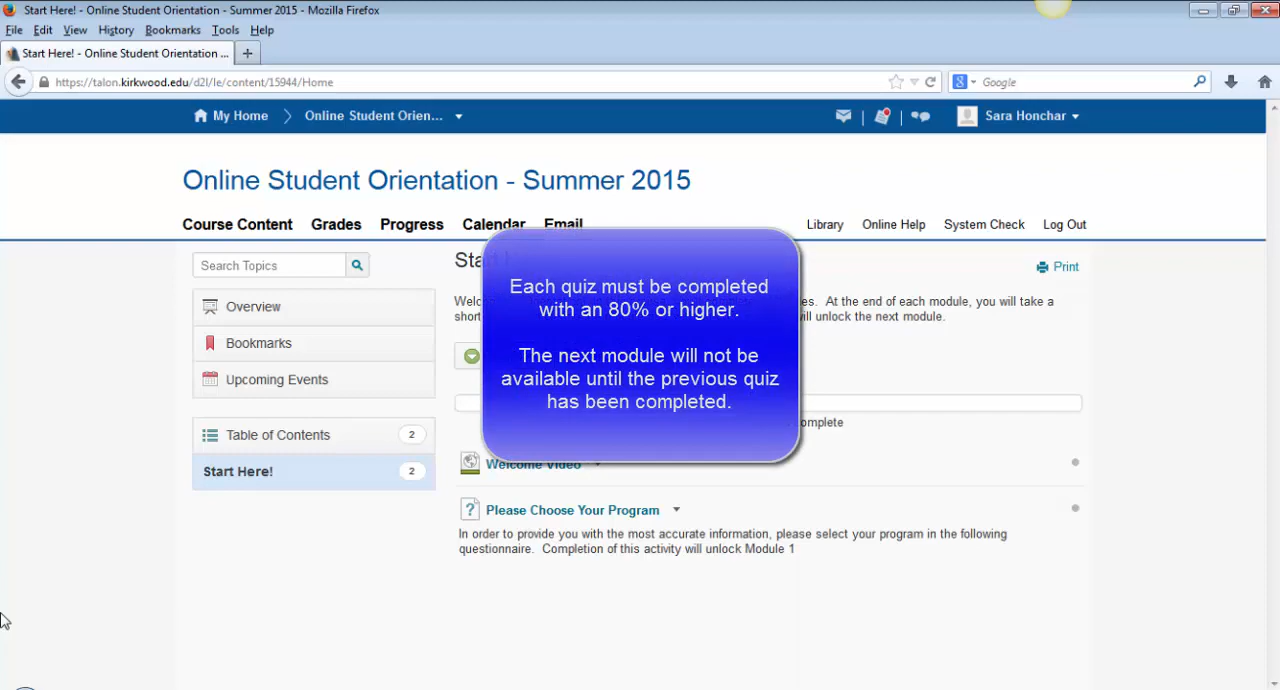 Start Here! - Online Student Orientation - Summer 2015 - Mozilla Firefox
File Edit View History Bookmarks Tools Help
Start Here! - Online Student Orientation ... +
https://talon.kirkwood.edu/d2l/le/content/15944/Home
Google
My Home Online Student Orien... Sara Honchar
Online Student Orientation - Summer 2015
Course Content Grades Progress Calendar Email Library Online Help System Check Log Out
Search Topics
Print
Overview
Bookmarks
Upcoming Events
Table of Contents 2
Start Here! 2
At the end of each module, you will take a
short
will unlock the next module.
Each quiz must be completed
with an 80% or higher.
The next module will not be
available until the previous quiz
has been completed.
Welcome Video
Please Choose Your Program
In order to provide you with the most accurate information, please select your program in the following
questionnaire. Completion of this activity will unlock Module 1